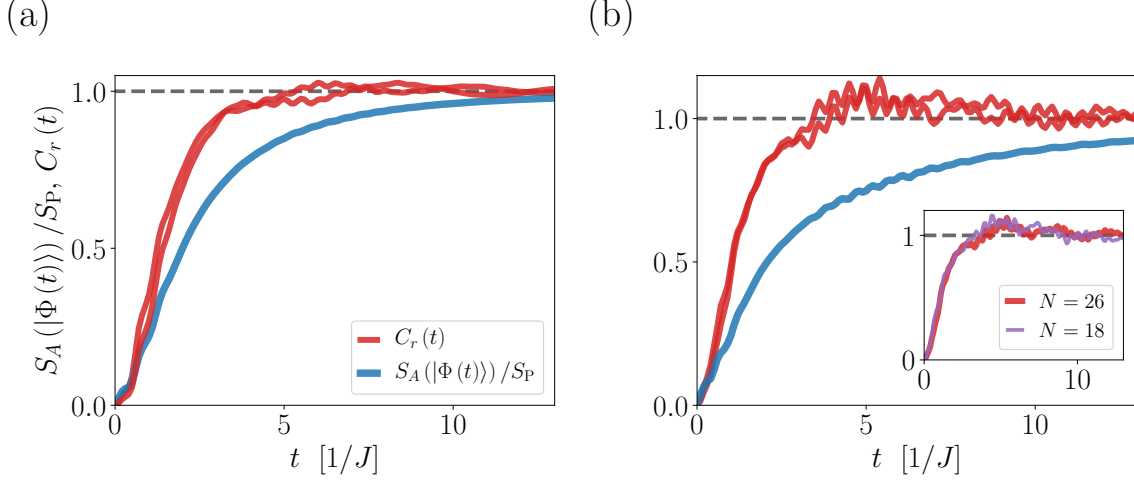 (a)
(b)
S_A(|Φ(t)⟩)/S_P, C_r(t)
1.0
0.5
0.0
0
5
10
t [1/J]
C_r(t)
S_A(|Φ(t)⟩)/S_P
1.0
0.5
0.0
0
5
10
t [1/J]
1
0
0
10
N = 26
N = 18